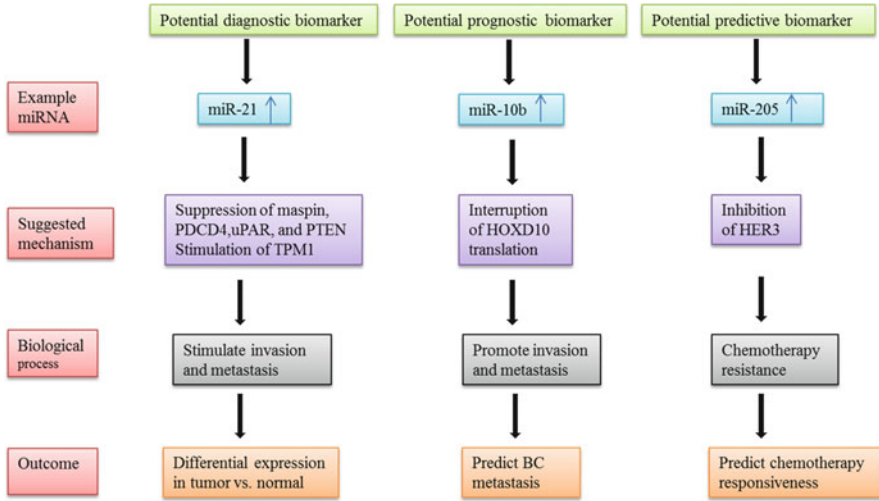 Potential diagnostic biomarker
Potential prognostic biomarker
Potential predictive biomarker
Example
miRNA
miR-21
miR-10b
miR-205
Suggested
mechanism
Suppression of maspin,
PDCD4,uPAR, and PTEN
Stimulation of TPM1
Interruption
of HOXD10
translation
Inhibition
of HER3
Biological
process
Stimulate invasion
and metastasis
Promote invasion
and metastasis
Chemotherapy
resistance
Outcome
Differential expression
in tumor vs. normal
Predict BC
metastasis
Predict chemotherapy
responsiveness